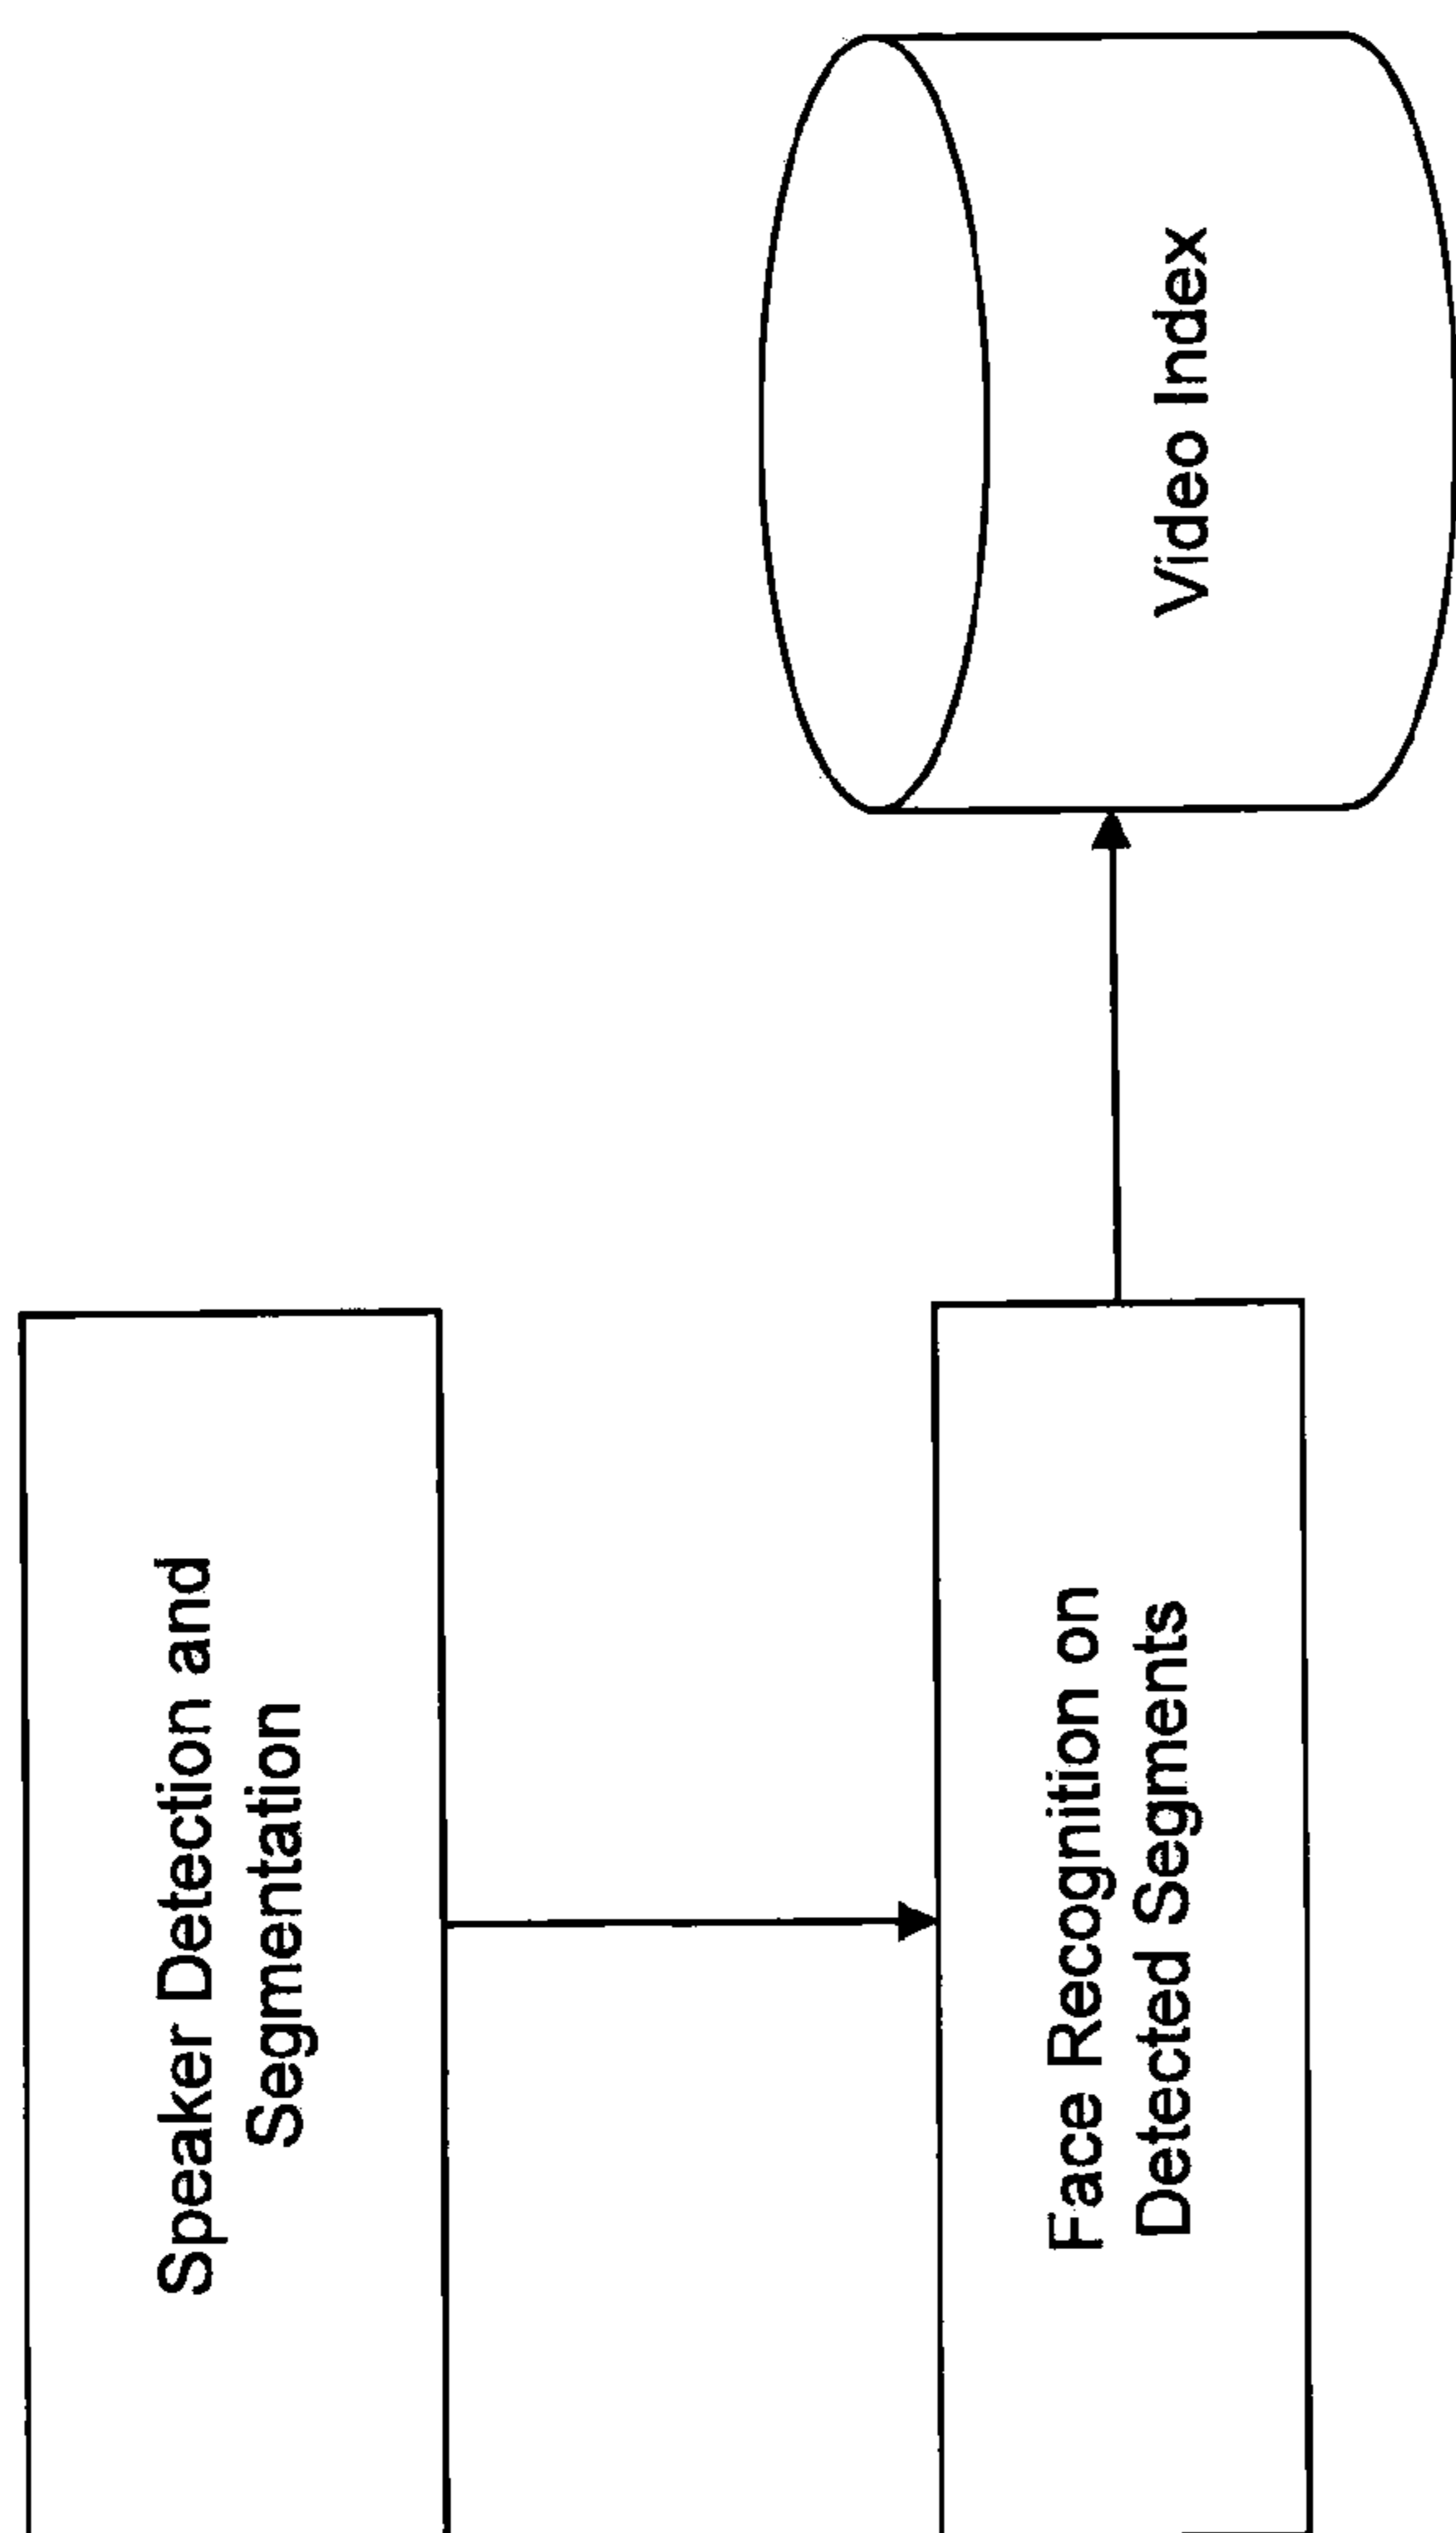 Speaker Detection and
Segmentation
Face Recognition on
Detected Segments
Video Index